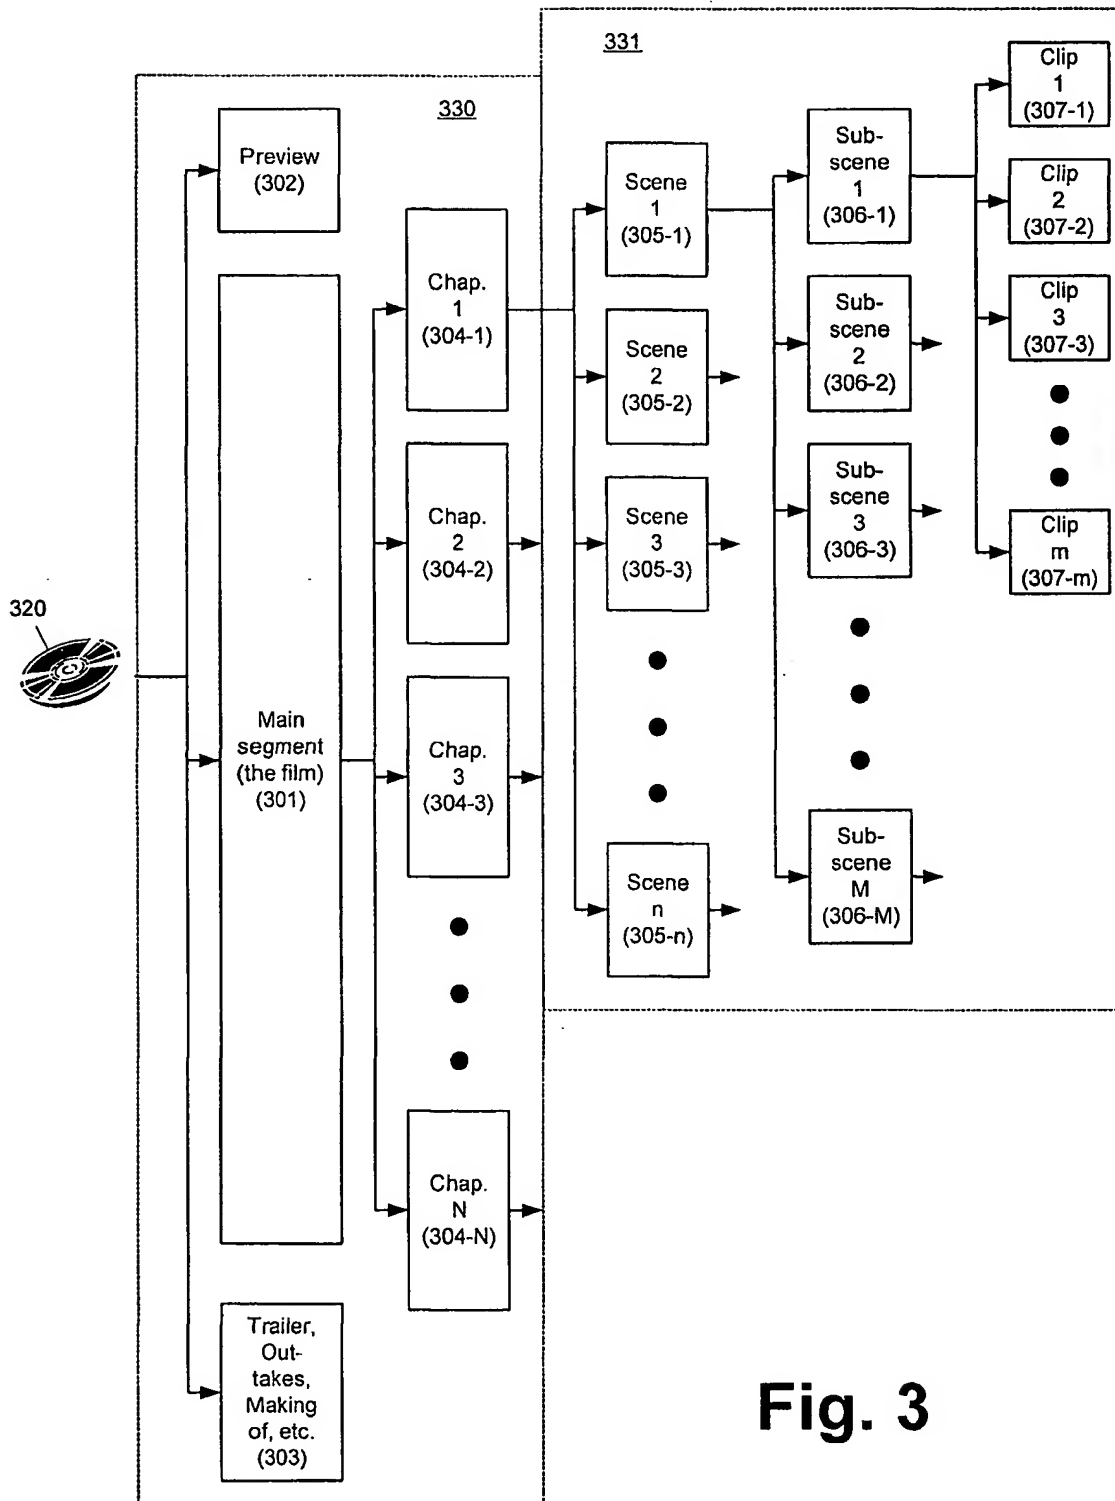 331
330
Preview
(302)
Main
segment
(the film)
(301)
Trailer,
Out-
takes,
Making
of, etc.
(303)
320
Chap.
1
(304-1)
Chap.
2
(304-2)
Chap.
3
(304-3)
Chap.
N
(304-N)
Scene
1
(305-1)
Scene
2
(305-2)
Scene
3
(305-3)
Scene
n
(305-n)
Sub-
scene
1
(306-1)
Sub-
scene
2
(306-2)
Sub-
scene
3
(306-3)
Sub-
scene
M
(306-M)
Clip
1
(307-1)
Clip
2
(307-2)
Clip
3
(307-3)
Clip
m
(307-m)
Fig. 3